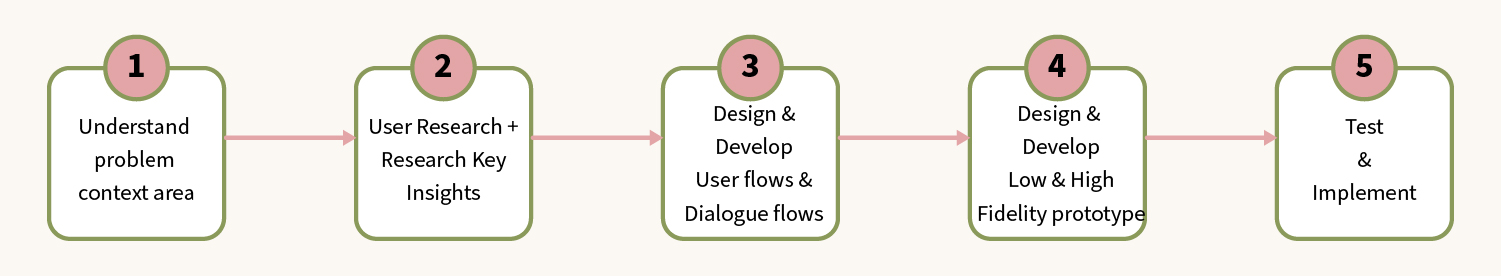 1
Understand
problem
context area
2
User Research +
Research Key
Insights
3
Design &
Develop
User flows &
Dialogue flows
4
Design &
Develop
Low & High
Fidelity prototype
5
Test
&
Implement